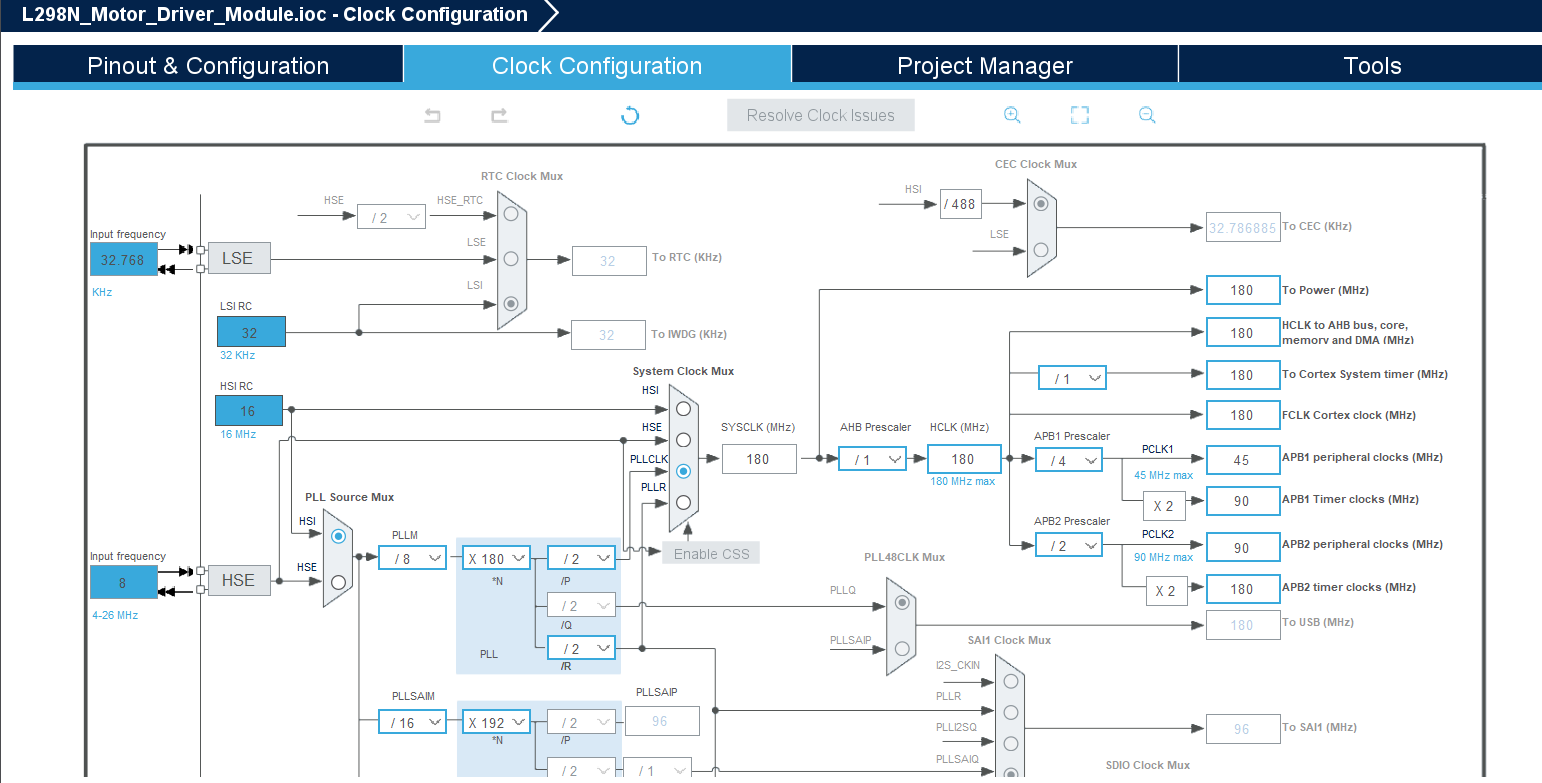 L298N_Motor_Driver_Module.ioc - Clock Configuration
Pinout & Configuration
Clock Configuration
Project Manager
Tools
Resolve Clock Issues
RTC Clock Mux
CEC Clock Mux
HSE
/ 2
HSE_RTC
HSI
/ 488
LSE
LSE
32.786885
To CEC (KHz)
Input frequency
32.768
KHz
LSE
32
To RTC (KHz)
LSI
LSI RC
32
32 KHz
32
To IWDG (KHz)
180
To Power (MHz)
180
HCLK to AHB bus, core,
memory and DMA (MHz)
/ 1
180
To Cortex System timer (MHz)
180
FCLK Cortex clock (MHz)
System Clock Mux
HSI RC
16
16 MHz
HSI
HSE
PLLCLK
PLLR
SYSCLK (MHz)
180
AHB Prescaler
/ 1
HCLK (MHz)
180
180 MHz max
APB1 Prescaler
/ 4
PCLK1
45 MHz max
45
APB1 peripheral clocks (MHz)
X 2
90
APB1 Timer clocks (MHz)
APB2 Prescaler
/ 2
PCLK2
90 MHz max
90
APB2 peripheral clocks (MHz)
X 2
180
APB2 timer clocks (MHz)
Enable CSS
PLL Source Mux
HSI
HSE
Input frequency
8
4-26 MHz
HSE
PLLM
/ 8
X 180
*N
/ 2
/P
/ 2
/Q
/ 2
/R
PLL
PLL48CLK Mux
PLLQ
PLLSAIP
180
To USB (MHz)
SAI1 Clock Mux
I2S_CKIN
PLLR
PLLI2SQ
PLLSAIQ
96
To SAI1 (MHz)
PLLSAIM
/ 16
X 192
*N
/ 2
/P
PLLSAIP
96
/ 2
/ 1
SDIO Clock Mux